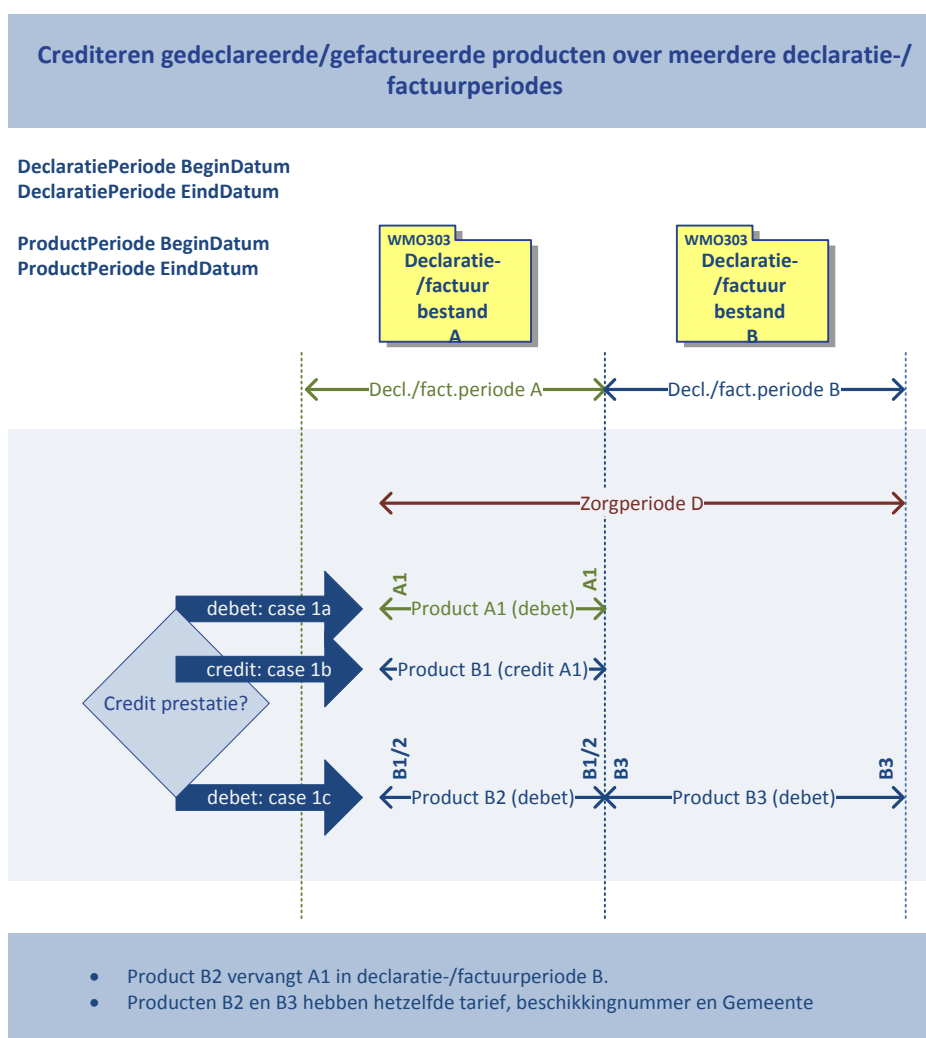 Crediteren gedeclareerde/gefactureerde producten over meerdere declaratie-/
factuurperiodes
DeclaratiePeriode BeginDatum
DeclaratiePeriode EindDatum
ProductPeriode BeginDatum
ProductPeriode EindDatum
WMO303
Declaratie-
/factuur
bestand
A
WMO303
Declaratie-
/factuur
bestand
B
Decl./fact.periode A
Decl./fact.periode B
Zorgperiode D
A1
A1
debet: case 1a
Product A1 (debet)
credit: case 1b
Product B1 (credit A1)
Credit prestatie?
B1/2
B1/2
B3
B3
debet: case 1c
Product B2 (debet)
Product B3 (debet)
• Product B2 vervangt A1 in declaratie-/factuurperiode B.
• Producten B2 en B3 hebben hetzelfde tarief, beschikkingnummer en Gemeente